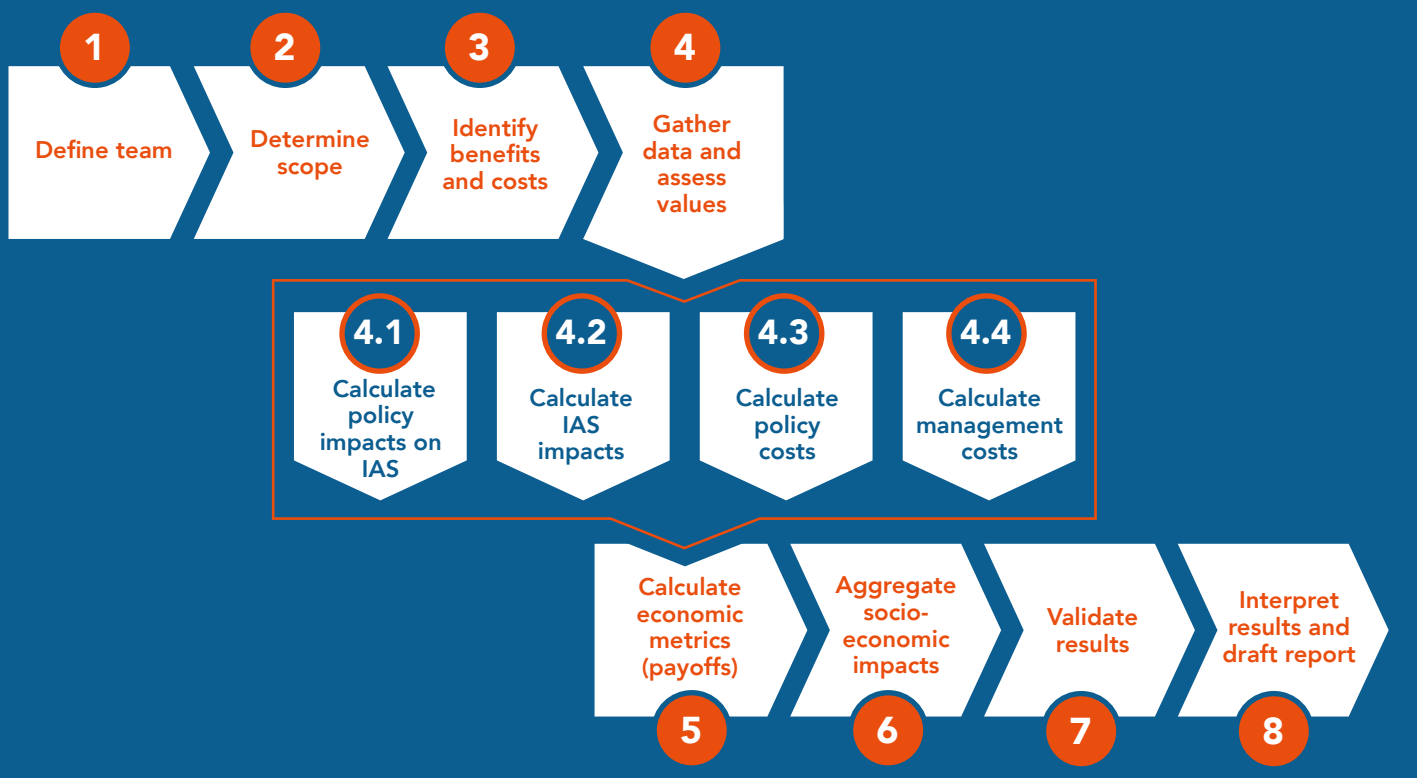 1
Define team
2
Determine
scope
3
Identify
benefits
and costs
4
Gather
data and
assess
values
4.1
Calculate
policy
impacts on
IAS
4.2
Calculate
IAS
impacts
4.3
Calculate
policy
costs
4.4
Calculate
management
costs
Calculate
economic
metrics
(payoffs)
5
Aggregate
socio-
economic
impacts
6
Validate
results
7
Interpret
results and
draft report
8